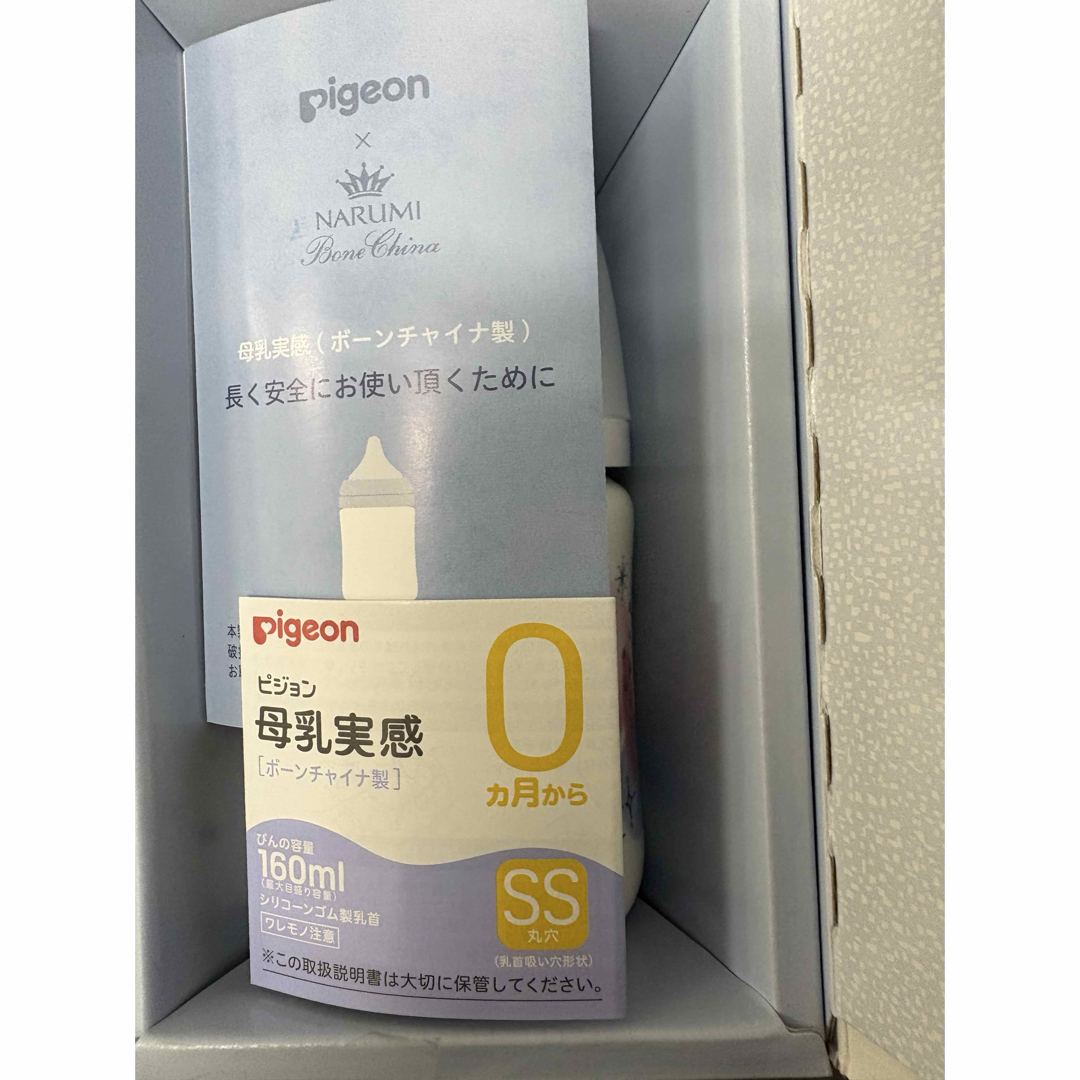 pigeon
×
NARUMI
Bone China
母乳実感(ボーンチャイナ製)
長く安全にお使い頂くために
本
破
お
pigeon
ピジョン
母乳実感
[ボーンチャイナ製]
0
カ月から
びんの容量
160ml
(最大目盛り容量)
シリコーンゴム製乳首
ワレモノ注意
SS
丸穴
(乳首吸い穴形状)
※この取扱説明書は大切に保管してください。